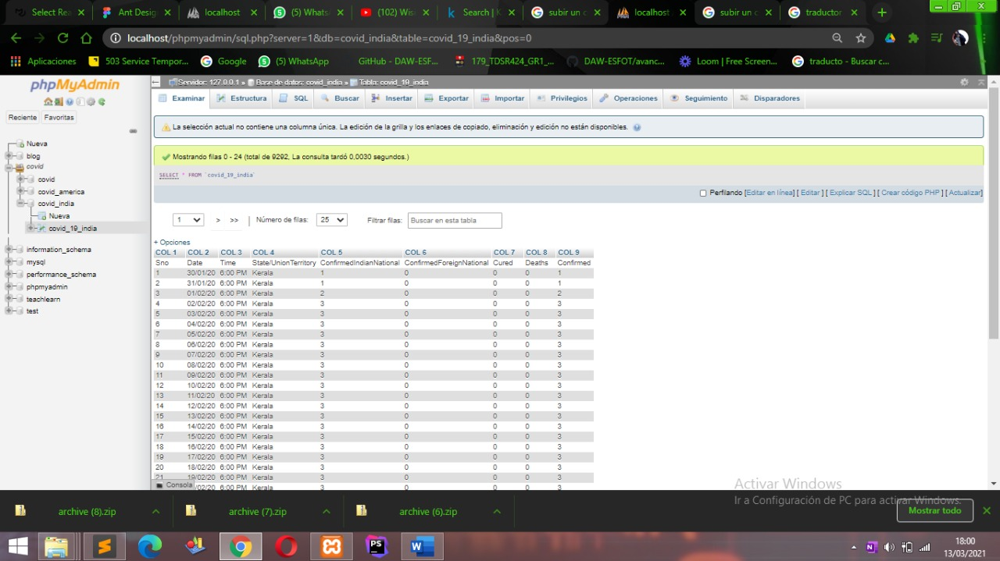 Select Rea
Ant Desig
localhost
(5) Whats
(102) Wis
Search | K
subir un c
localhost
subir un c
traductor
localhost/phpmyadmin/sql.php?server=1&db=covid_india&table=covid_19_india&pos=0
Aplicaciones 503 Service Tempor... Google (5) WhatsApp GitHub - DAW-ESF... 179_TDSR424_GR1_... DAW-ESFOT/avanc... Loom | Free Screen... traducto - Buscar c...
phpMyAdmin
Reciente Favoritas
Nueva
blog
covid
covid
covid_america
covid_india
Nueva
covid_19_india
information_schema
mysql
performance_schema
phpmyadmin
teachlearn
test
Servidor: 127.0.0.1 » Base de datos: covid_india » Tabla: covid_19_india
Examinar Estructura SQL Buscar Insertar Exportar Importar Privilegios Operaciones Seguimiento Disparadores
La selección actual no contiene una columna única. La edición de la grilla y los enlaces de copiado, eliminación y edición no están disponibles.
Mostrando filas 0 - 24 (total de 9292, La consulta tardó 0,0030 segundos.)
SELECT * FROM `covid_19_india`
Perfilando [Editar en línea] [ Editar ] [ Explicar SQL ] [ Crear código PHP ] [ Actualizar]
1 > >> | Número de filas: 25 Filtrar filas: Buscar en esta tabla
+ Opciones
COL 1 COL 2 COL 3 COL 4 COL 5 COL 6 COL 7 COL 8 COL 9
Sno Date Time State/UnionTerritory ConfirmedIndianNational ConfirmedForeignNational Cured Deaths Confirmed
1 30/01/20 6:00 PM Kerala 1 0 0 0 1
2 31/01/20 6:00 PM Kerala 1 0 0 0 1
3 01/02/20 6:00 PM Kerala 2 0 0 0 2
4 02/02/20 6:00 PM Kerala 3 0 0 0 3
5 03/02/20 6:00 PM Kerala 3 0 0 0 3
6 04/02/20 6:00 PM Kerala 3 0 0 0 3
7 05/02/20 6:00 PM Kerala 3 0 0 0 3
8 06/02/20 6:00 PM Kerala 3 0 0 0 3
9 07/02/20 6:00 PM Kerala 3 0 0 0 3
10 08/02/20 6:00 PM Kerala 3 0 0 0 3
11 09/02/20 6:00 PM Kerala 3 0 0 0 3
12 10/02/20 6:00 PM Kerala 3 0 0 0 3
13 11/02/20 6:00 PM Kerala 3 0 0 0 3
14 12/02/20 6:00 PM Kerala 3 0 0 0 3
15 13/02/20 6:00 PM Kerala 3 0 0 0 3
16 14/02/20 6:00 PM Kerala 3 0 0 0 3
17 15/02/20 6:00 PM Kerala 3 0 0 0 3
18 16/02/20 6:00 PM Kerala 3 0 0 0 3
19 17/02/20 6:00 PM Kerala 3 0 0 0 3
20 18/02/20 6:00 PM Kerala 3 0 0 0 3
21 19/02/20 6:00 PM Kerala 3 0 0 0 3
/02/20 6:00 PM Kerala 3 0 0 0 3
Consola
Activar Windows
Ir a Configuración de PC para activar Windows.
archive (8).zip archive (7).zip archive (6).zip Mostrar todo
PS
W
N
18:00
13/03/2021